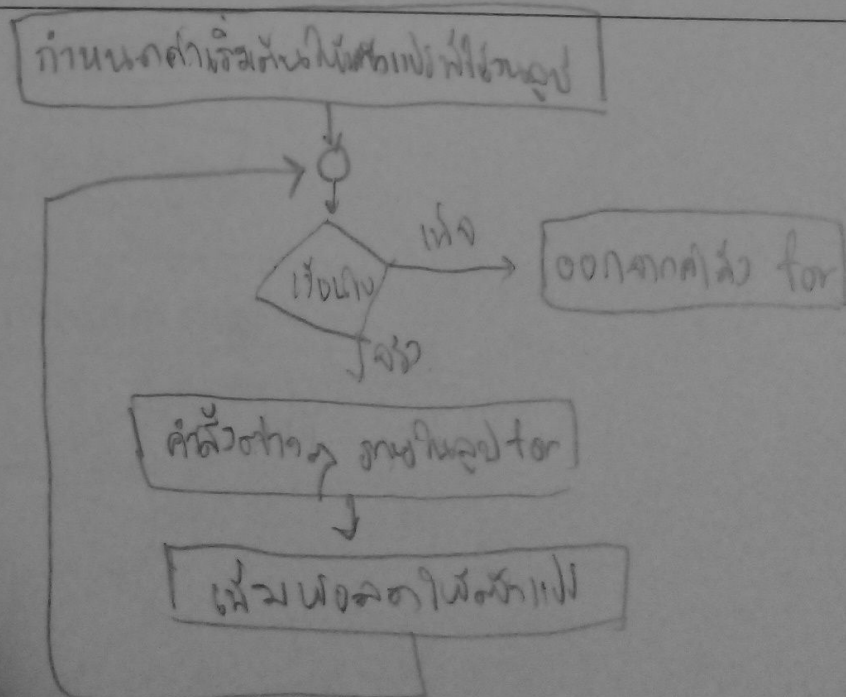 กำหนดค่าเริ่มต้นให้ตัวแปรที่ใช้วนลูป
เท็จ
เงื่อนไข
ออกจากคำสั่ง for
จริง
คำสั่งต่างๆ ภายในลูป for
เพิ่มหรือลดค่าให้ตัวแปร